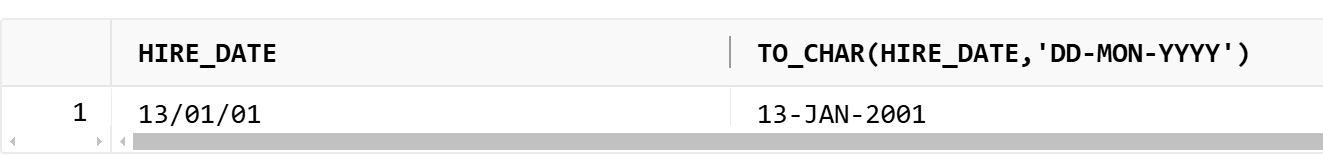 HIRE_DATE TO_CHAR(HIRE_DATE,'DD-MON-YYYY')
1 13/01/01 13-JAN-2001